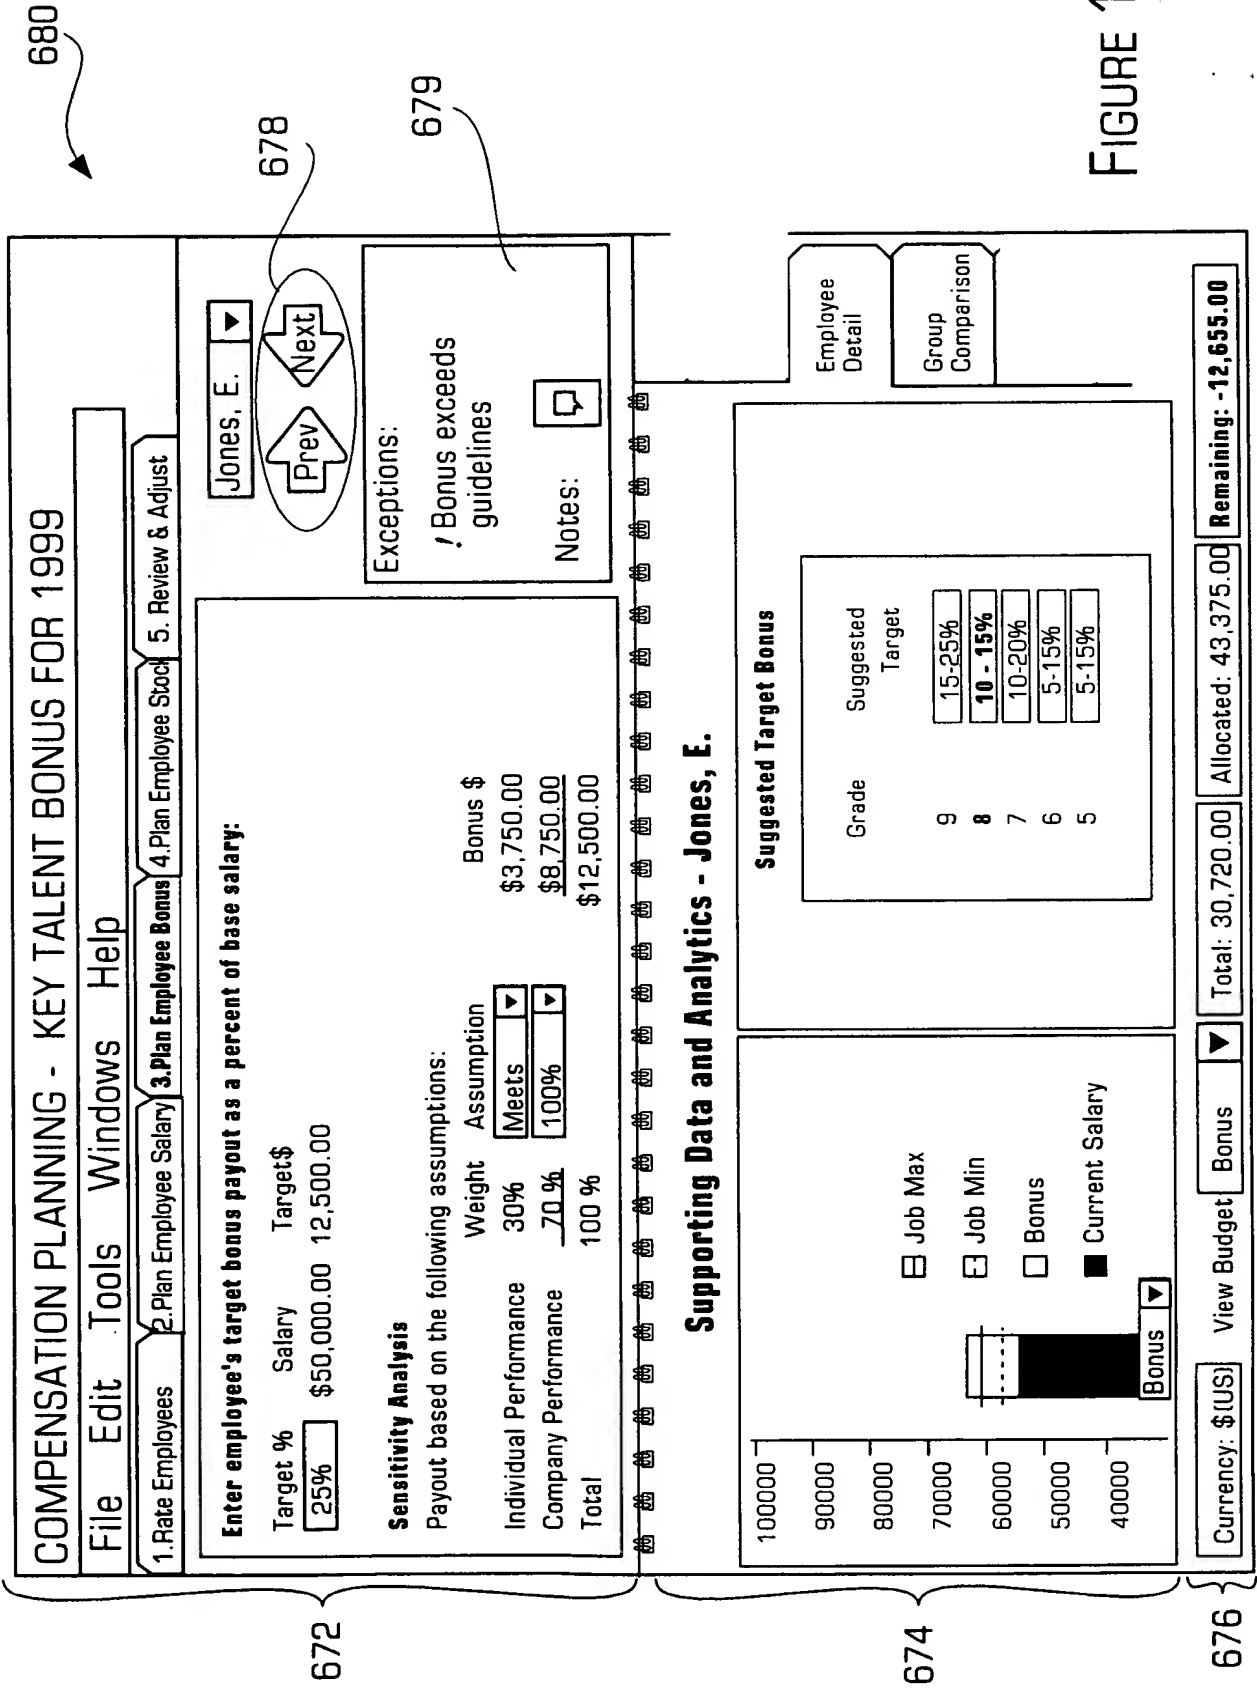 680
COMPENSATION PLANNING - KEY TALENT BONUS FOR 1999
File Edit Tools Windows Help
1.Rate Employees 2.Plan Employee Salary 3.Plan Employee Bonus 4.Plan Employee Stock 5. Review & Adjust
672
Enter employee's target bonus payout as a percent of base salary:
Target % Salary Target$
25% $50,000.00 12,500.00
Sensitivity Analysis
Payout based on the following assumptions:
Weight Assumption Bonus $
Individual Performance 30% Meets $3,750.00
Company Performance 70 % 100% $8,750.00
Total 100 % $12,500.00
Jones, E.
Prev Next
678
Exceptions:
! Bonus exceeds
guidelines
Notes:
679
674
Supporting Data and Analytics - Jones, E.
100000
90000
80000
70000
60000
50000
40000
Bonus
Job Max
Job Min
Bonus
Current Salary
Suggested Target Bonus
Grade Suggested
Target
9 15-25%
8 10 - 15%
7 10-20%
6 5-15%
5 5-15%
Employee
Detail
Group
Comparison
676
Currency: $(US) View Budget Bonus Total: 30,720.00 Allocated: 43,375.00 Remaining: -12,655.00
FIGURE